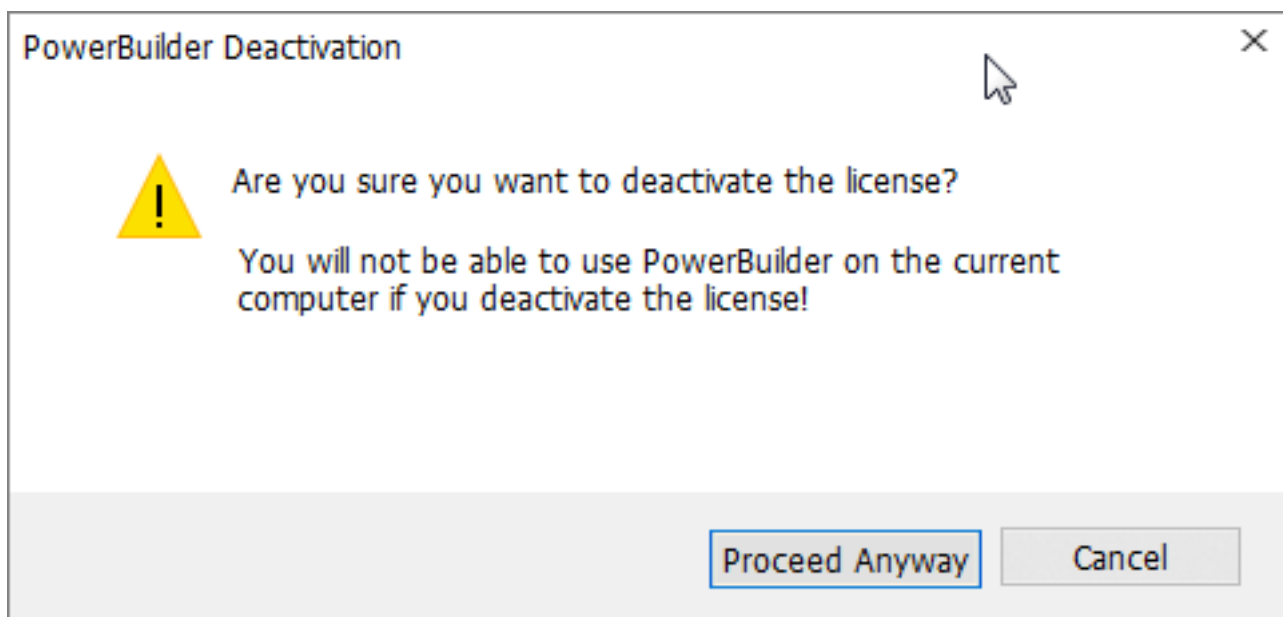 PowerBuilder Deactivation
Are you sure you want to deactivate the license?
You will not be able to use PowerBuilder on the current
computer if you deactivate the license!
Proceed Anyway
Cancel